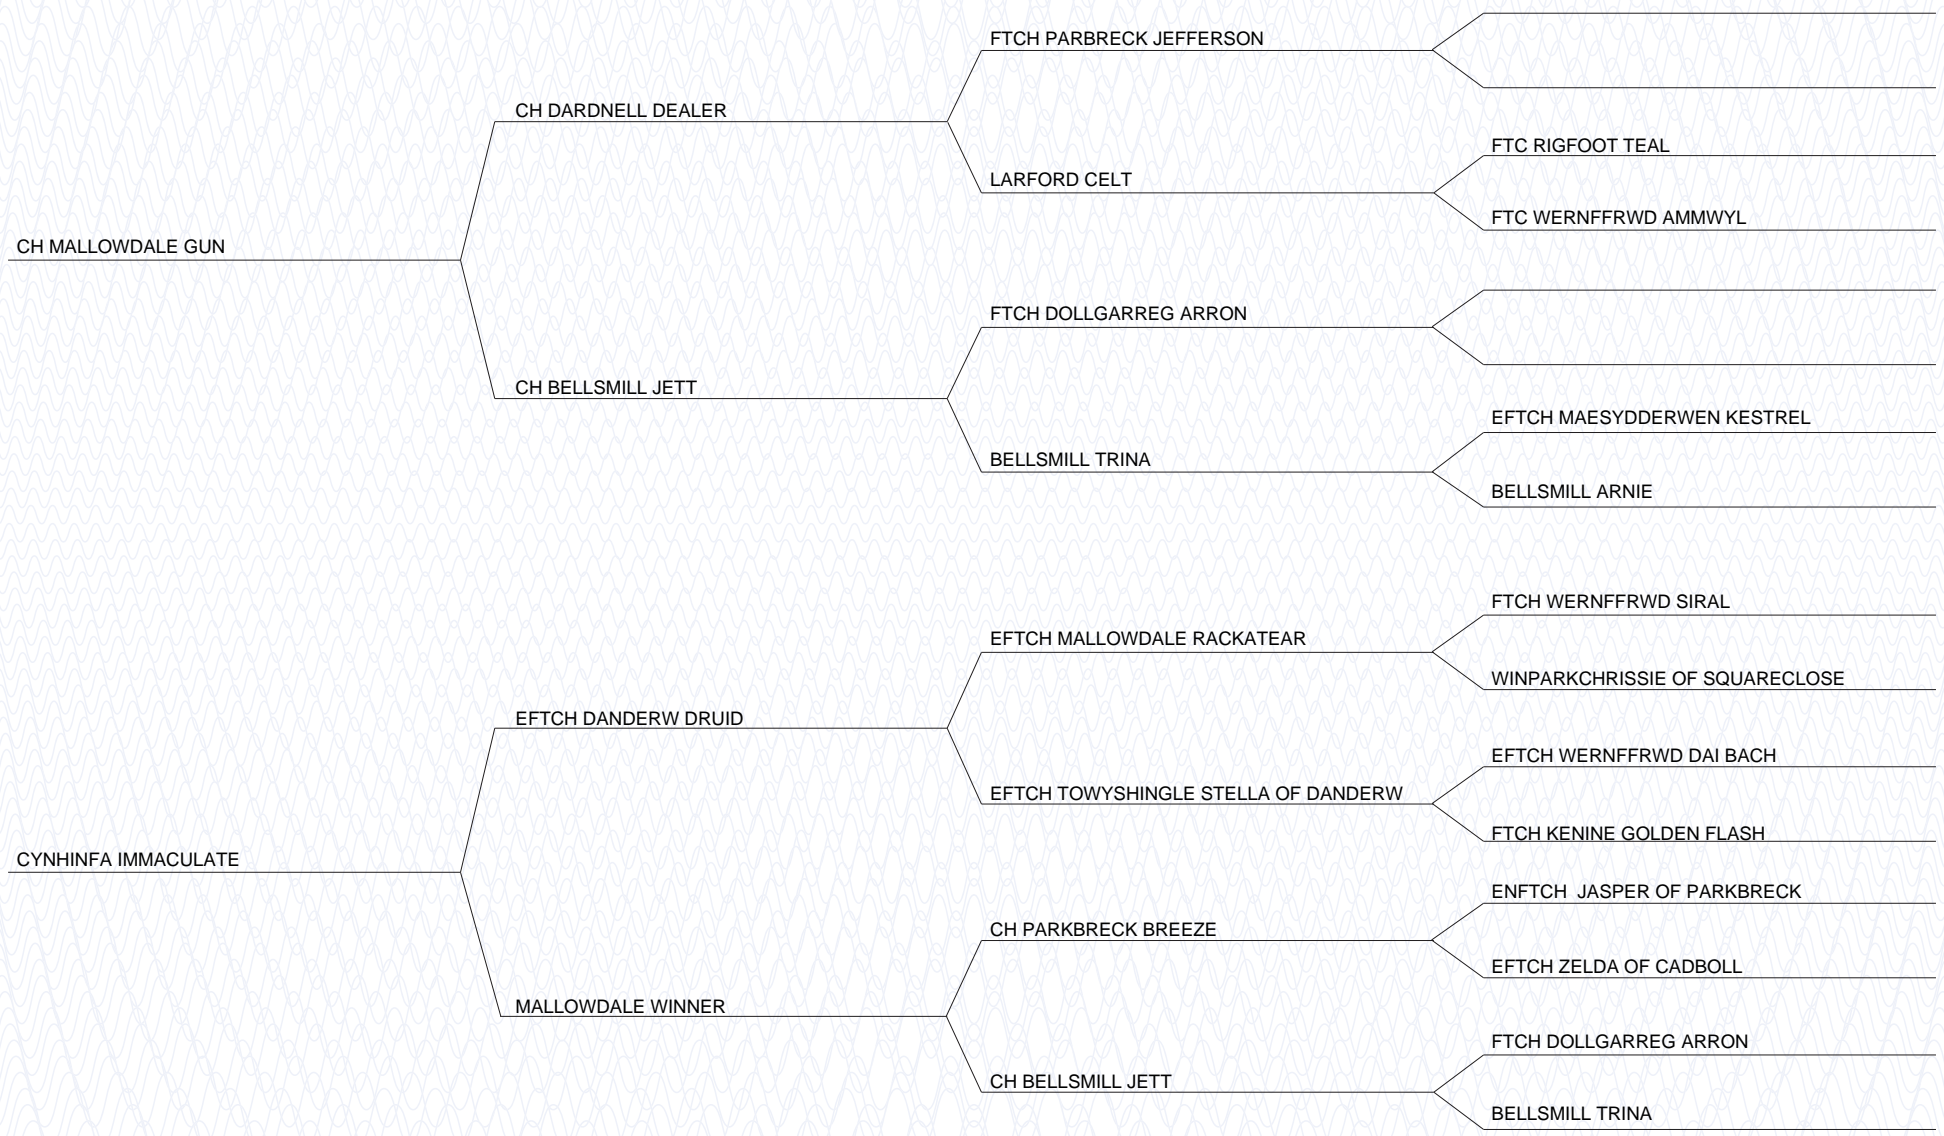 FTCH PARBRECK JEFFERSON
CH DARDNELL DEALER
FTC RIGFOOT TEAL
LARFORD CELT
FTC WERNFFRWD AMMWYL
CH MALLOWDALE GUN
FTCH DOLLGARREG ARRON
CH BELLSMILL JETT
EFTCH MAESYDDERWEN KESTREL
BELLSMILL TRINA
BELLSMILL ARNIE
FTCH WERNFFRWD SIRAL
EFTCH MALLOWDALE RACKATEAR
WINPARKCHRISSIE OF SQUARECLOSE
EFTCH DANDERW DRUID
EFTCH WERNFFRWD DAI BACH
EFTCH TOWYSHINGLE STELLA OF DANDERW
FTCH KENINE GOLDEN FLASH
CYNHINFA IMMACULATE
ENFTCH  JASPER OF PARKBRECK
CH PARKBRECK BREEZE
EFTCH ZELDA OF CADBOLL
MALLOWDALE WINNER
FTCH DOLLGARREG ARRON
CH BELLSMILL JETT
BELLSMILL TRINA